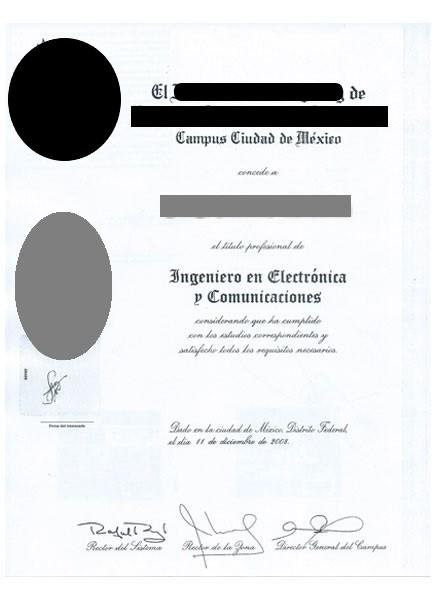 El de
Campus Ciudad de México
concede a
el título profesional de
Ingeniero en Electrónica
y Comunicaciones
considerando que ha cumplido
con los estudios correspondientes y
satisfecho todos los requisitos necesarios.
Firma del interesado
Dado en la ciudad de México, Distrito Federal,
el día 11 de diciembre de 2008.
Rector del Sistema Rector de la Zona Director General del Campus